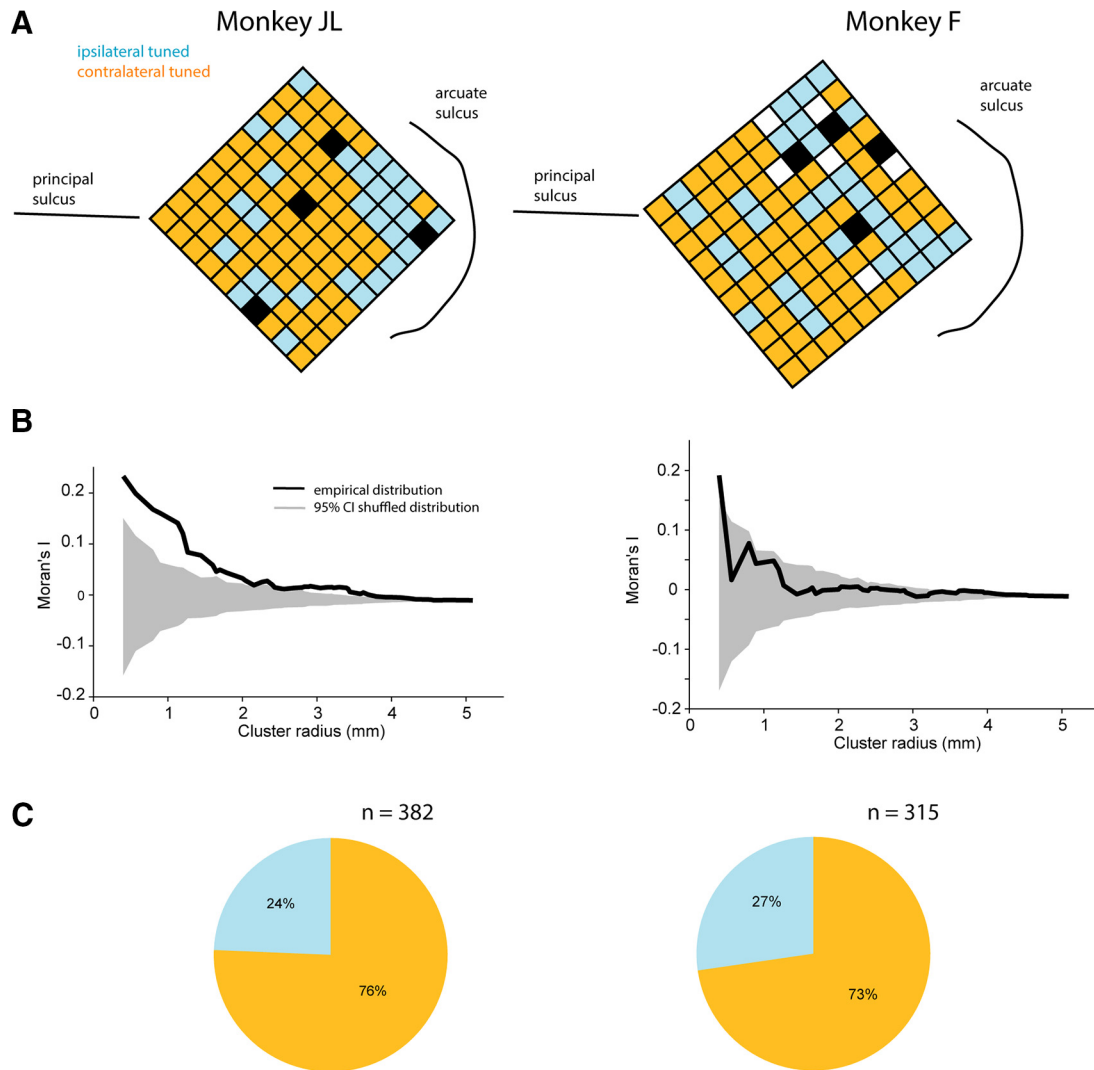 A
Monkey JL
Monkey F
ipsilateral tuned
contralateral tuned
arcuate
sulcus
principal
sulcus
arcuate
sulcus
principal
sulcus
B
Moran's I
0.2
0.1
0
-0.1
-0.2
empirical distribution
95% CI shuffled distribution
0 1 2 3 4 5
Cluster radius (mm)
Moran's I
0.2
0.1
0
-0.1
-0.2
0 1 2 3 4 5
Cluster radius (mm)
C
n = 382
24%
76%
n = 315
27%
73%